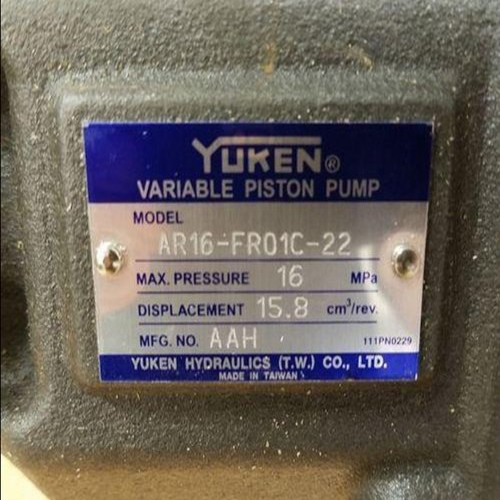 YUKEN®
VARIABLE PISTON PUMP
MODEL
AR16-FR01C-22
MAX. PRESSURE 16 MPa
DISPLACEMENT 15.8 cm³/rev.
MFG. NO. AAH 111PN0229
YUKEN HYDRAULICS (T.W.) CO., LTD.
MADE IN TAIWAN